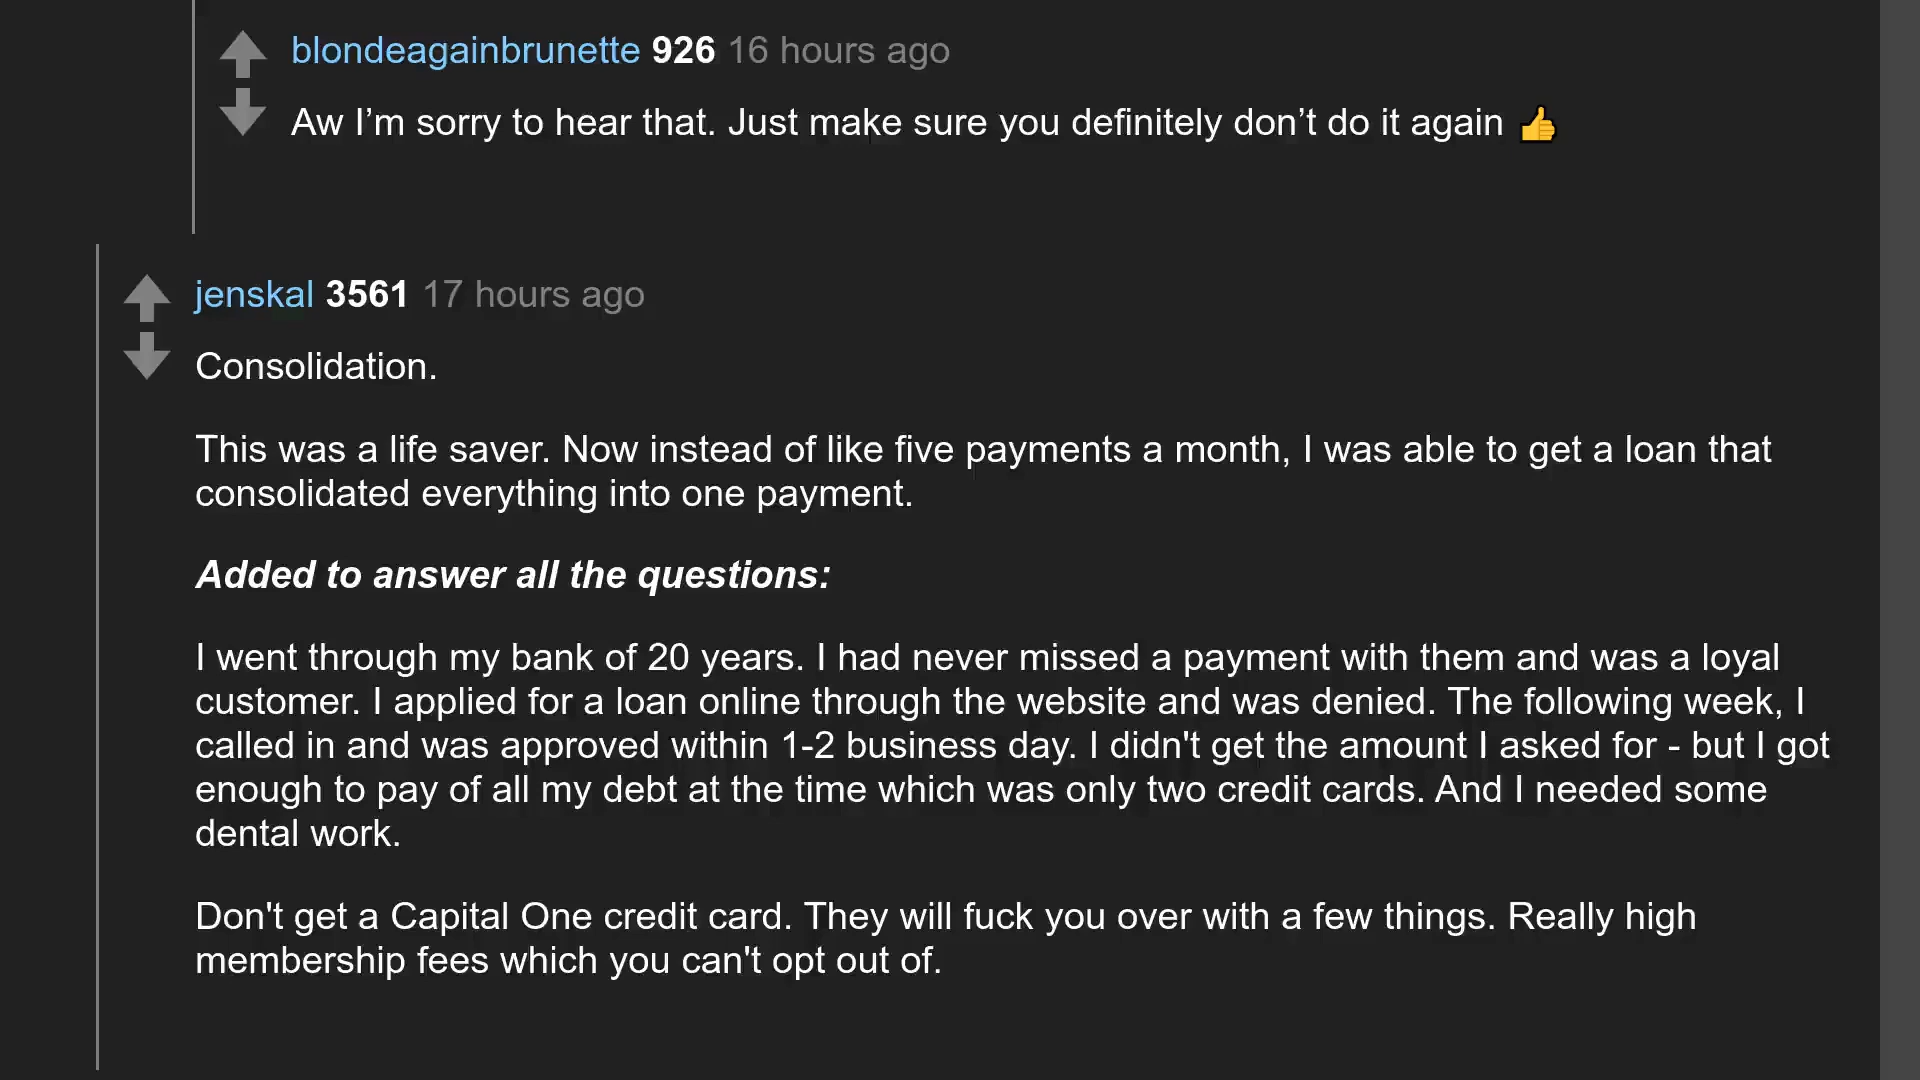 blondeagainbrunette 926 16 hours ago
Aw I’m sorry to hear that. Just make sure you definitely don’t do it again 👍
jenskal 3561 17 hours ago
Consolidation.
This was a life saver. Now instead of like five payments a month, I was able to get a loan that
consolidated everything into one payment.
Added to answer all the questions:
I went through my bank of 20 years. I had never missed a payment with them and was a loyal
customer. I applied for a loan online through the website and was denied. The following week, I
called in and was approved within 1-2 business day. I didn't get the amount I asked for - but I got
enough to pay of all my debt at the time which was only two credit cards. And I needed some
dental work.
Don't get a Capital One credit card. They will fuck you over with a few things. Really high
membership fees which you can't opt out of.